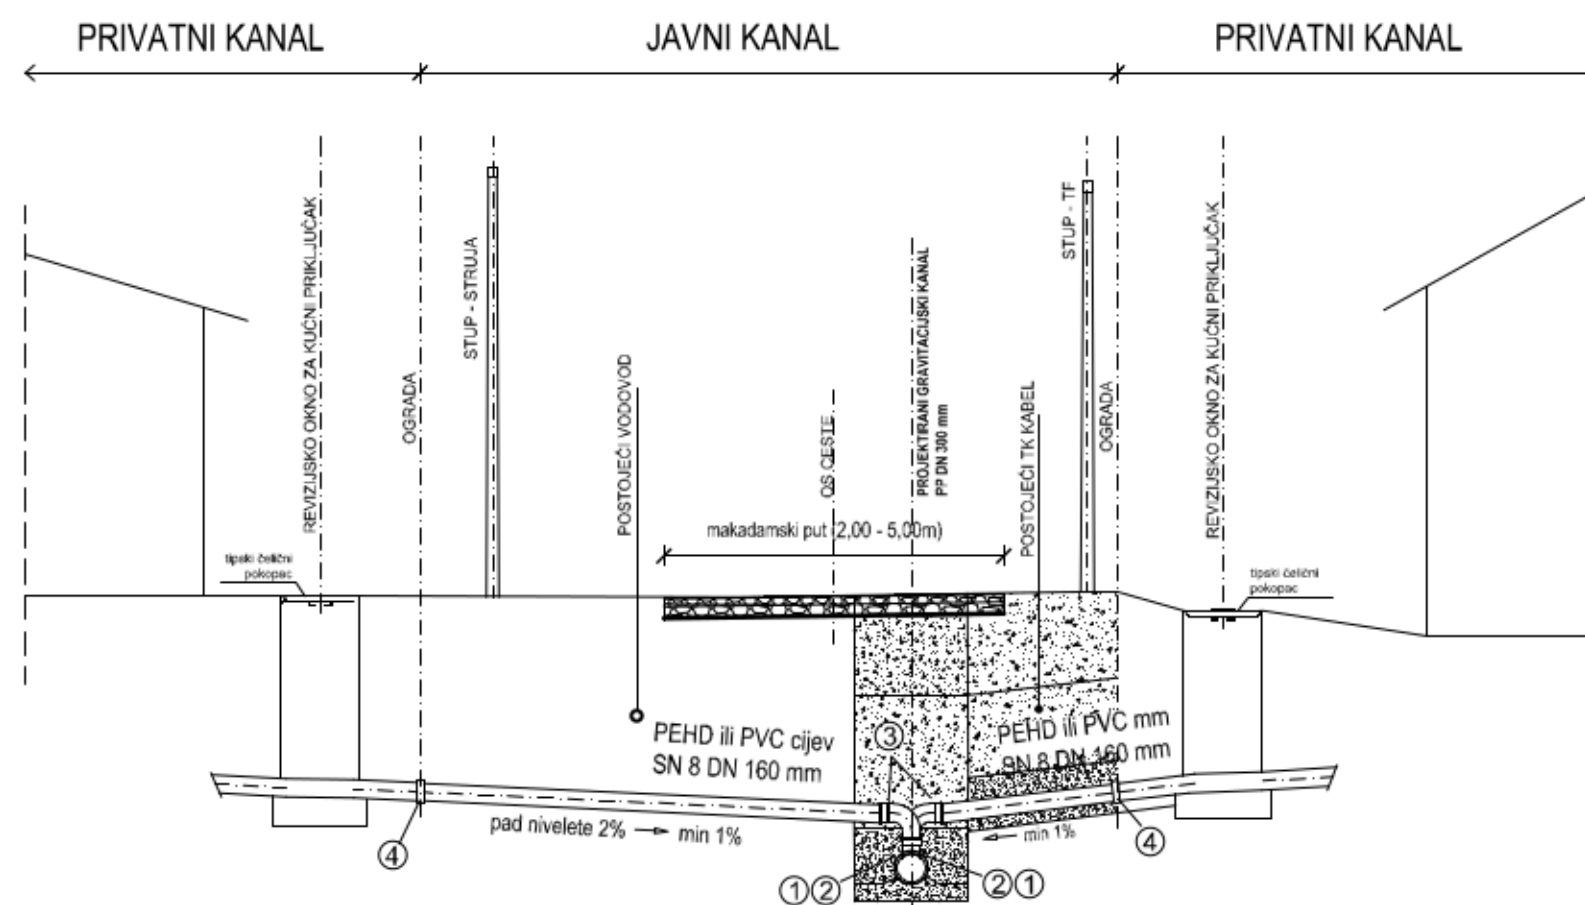 PRIVATNI KANAL
JAVNI KANAL
PRIVATNI KANAL
REVIZIJSKO OKNO ZA KUĆNI PRIKLJUČAK
OGRADA
STUP - STRUJA
POSTOJEĆI VODOVOD
OS CESTE
PROJEKTIRANI GRAVITACIJSKI KANAL
PP DN 300 mm
POSTOJEĆI TK KABEL
STUP - TF
OGRADA
REVIZIJSKO OKNO ZA KUĆNI PRIKLJUČAK
makadamski put (2,00 - 5,00m)
tipski čelični
pokopac
tipski čelični
pokopac
PEHD ili PVC cijev
SN 8 DN 160 mm
3
PEHD ili PVC mm
SN 8 DN 160 mm
pad nivelete 2% → min 1%
← min 1%
4
4
1 2
2 1